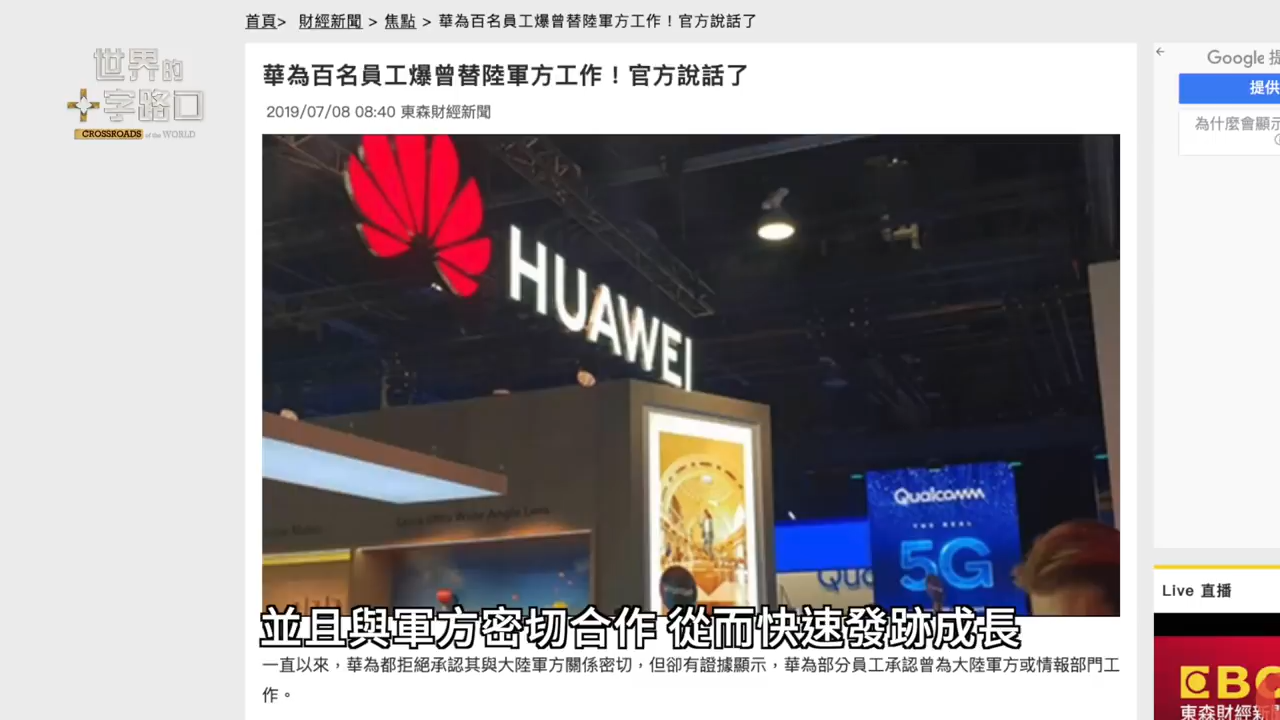 首頁> 財經新聞 > 焦點 > 華為百名員工爆曾替陸軍方工作！官方說話了
世界的
十字路口
CROSSROADS of the WORLD
華為百名員工爆曾替陸軍方工作！官方說話了
2019/07/08 08:40 東森財經新聞
Google 提
提供
為什麼會顯示
HUAWEI
Qualcomm
THE REAL
5G
Qua
並且與軍方密切合作 從而快速發跡成長
一直以來，華為都拒絕承認其與大陸軍方關係密切，但卻有證據顯示，華為部分員工承認曾為大陸軍方或情報部門工
作。
Live 直播
EBC
東森財經新